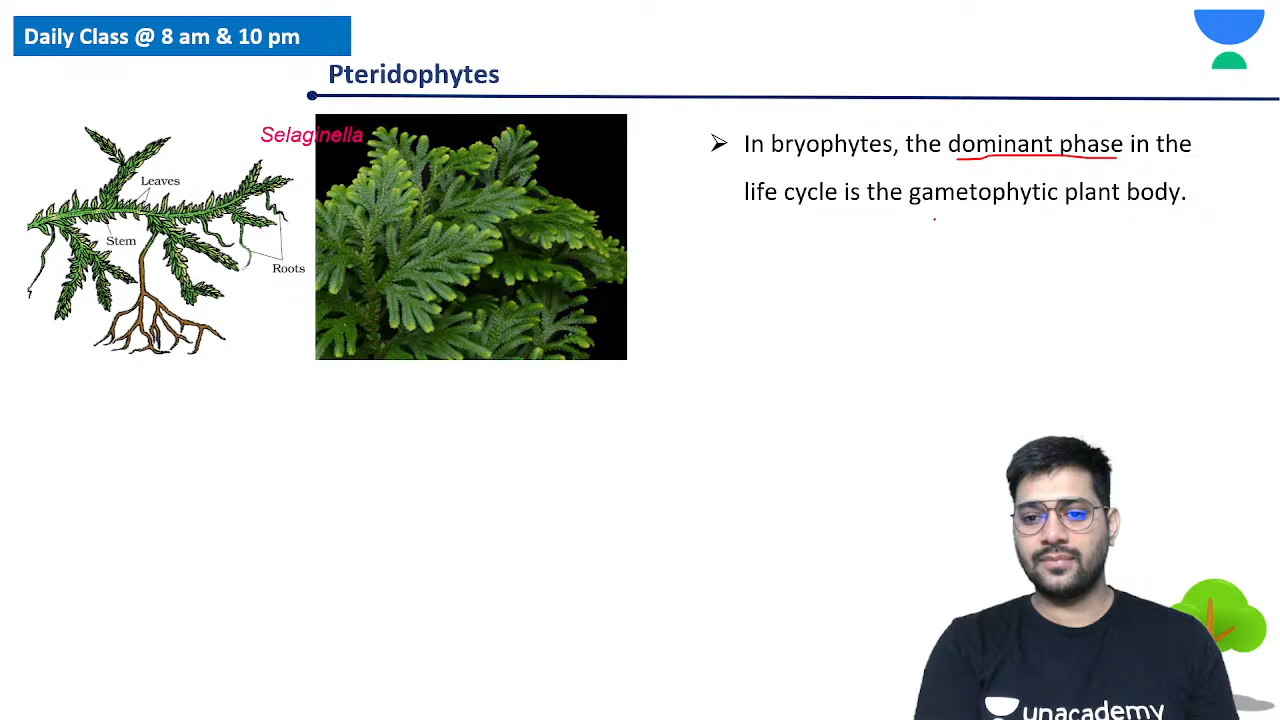 Daily Class @ 8 am & 10 pm
Pteridophytes
Selaginella
Leaves
Stem
Roots
➢ In bryophytes, the dominant phase in the
life cycle is the gametophytic plant body.
unacademy